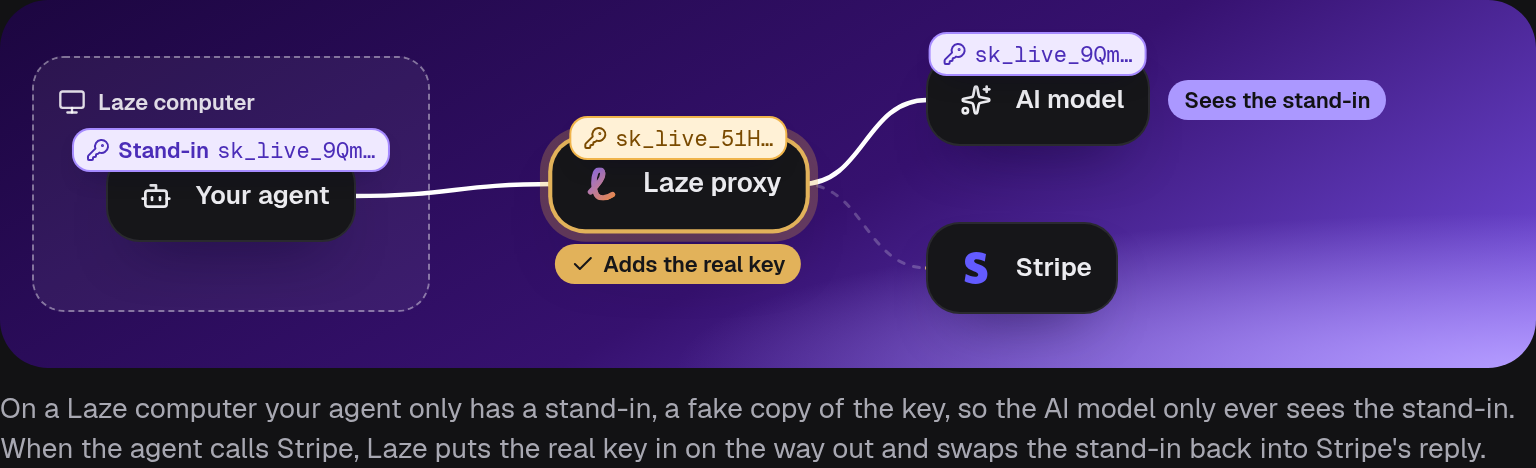 Laze computer
Stand-in sk_live_9Qm…
Your agent
sk_live_51H…
Laze proxy
Adds the real key
sk_live_9Qm…
AI model
Sees the stand-in
Stripe
On a Laze computer your agent only has a stand-in, a fake copy of the key, so the AI model only ever sees the stand-in.
When the agent calls Stripe, Laze puts the real key in on the way out and swaps the stand-in back into Stripe's reply.